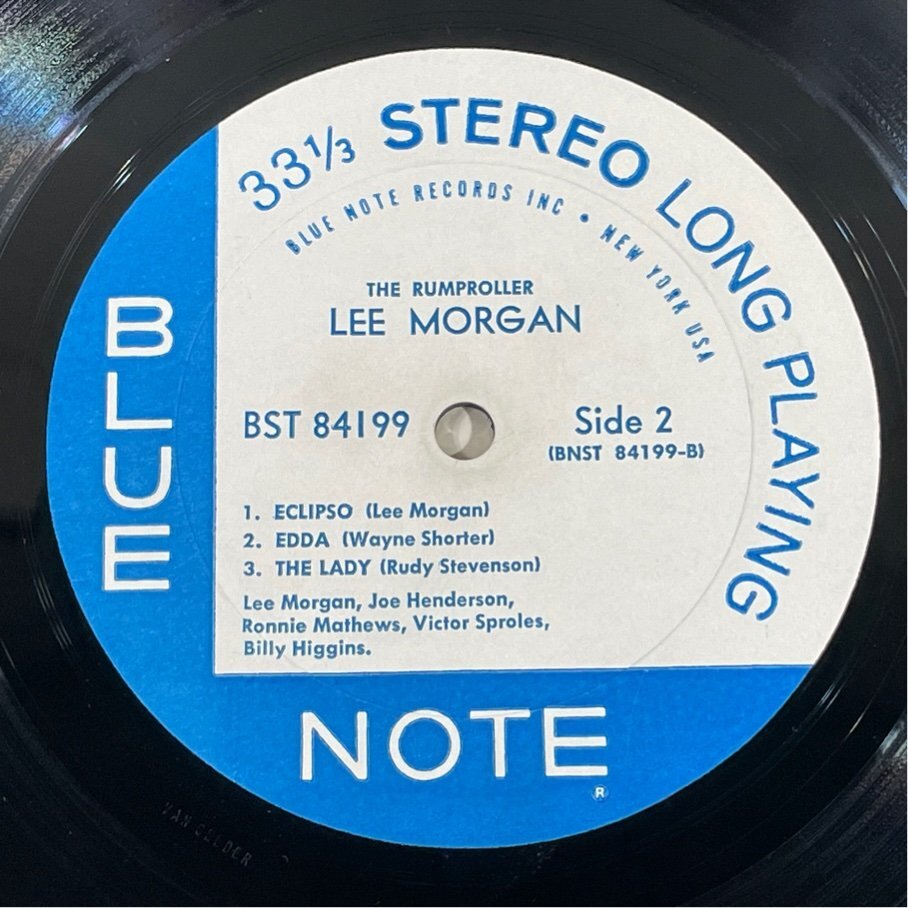 33⅓ STEREO LONG PLAYING
BLUE NOTE RECORDS INC • NEW YORK USA
THE RUMPROLLER
LEE MORGAN
BST 84199
Side 2
(BNST 84199-B)
1. ECLIPSO (Lee Morgan)
2. EDDA (Wayne Shorter)
3. THE LADY (Rudy Stevenson)
Lee Morgan, Joe Henderson,
Ronnie Mathews, Victor Sproles,
Billy Higgins.
BLUE
NOTE
®
VAN GELDER